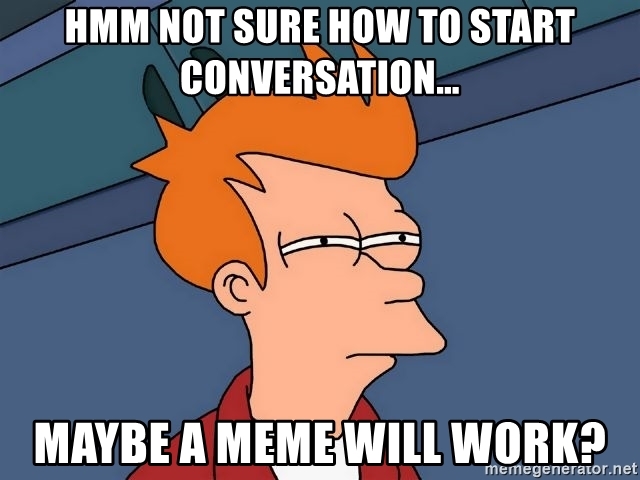 HMM NOT SURE HOW TO START
CONVERSATION...
MAYBE A MEME WILL WORK?
memegenerator.net